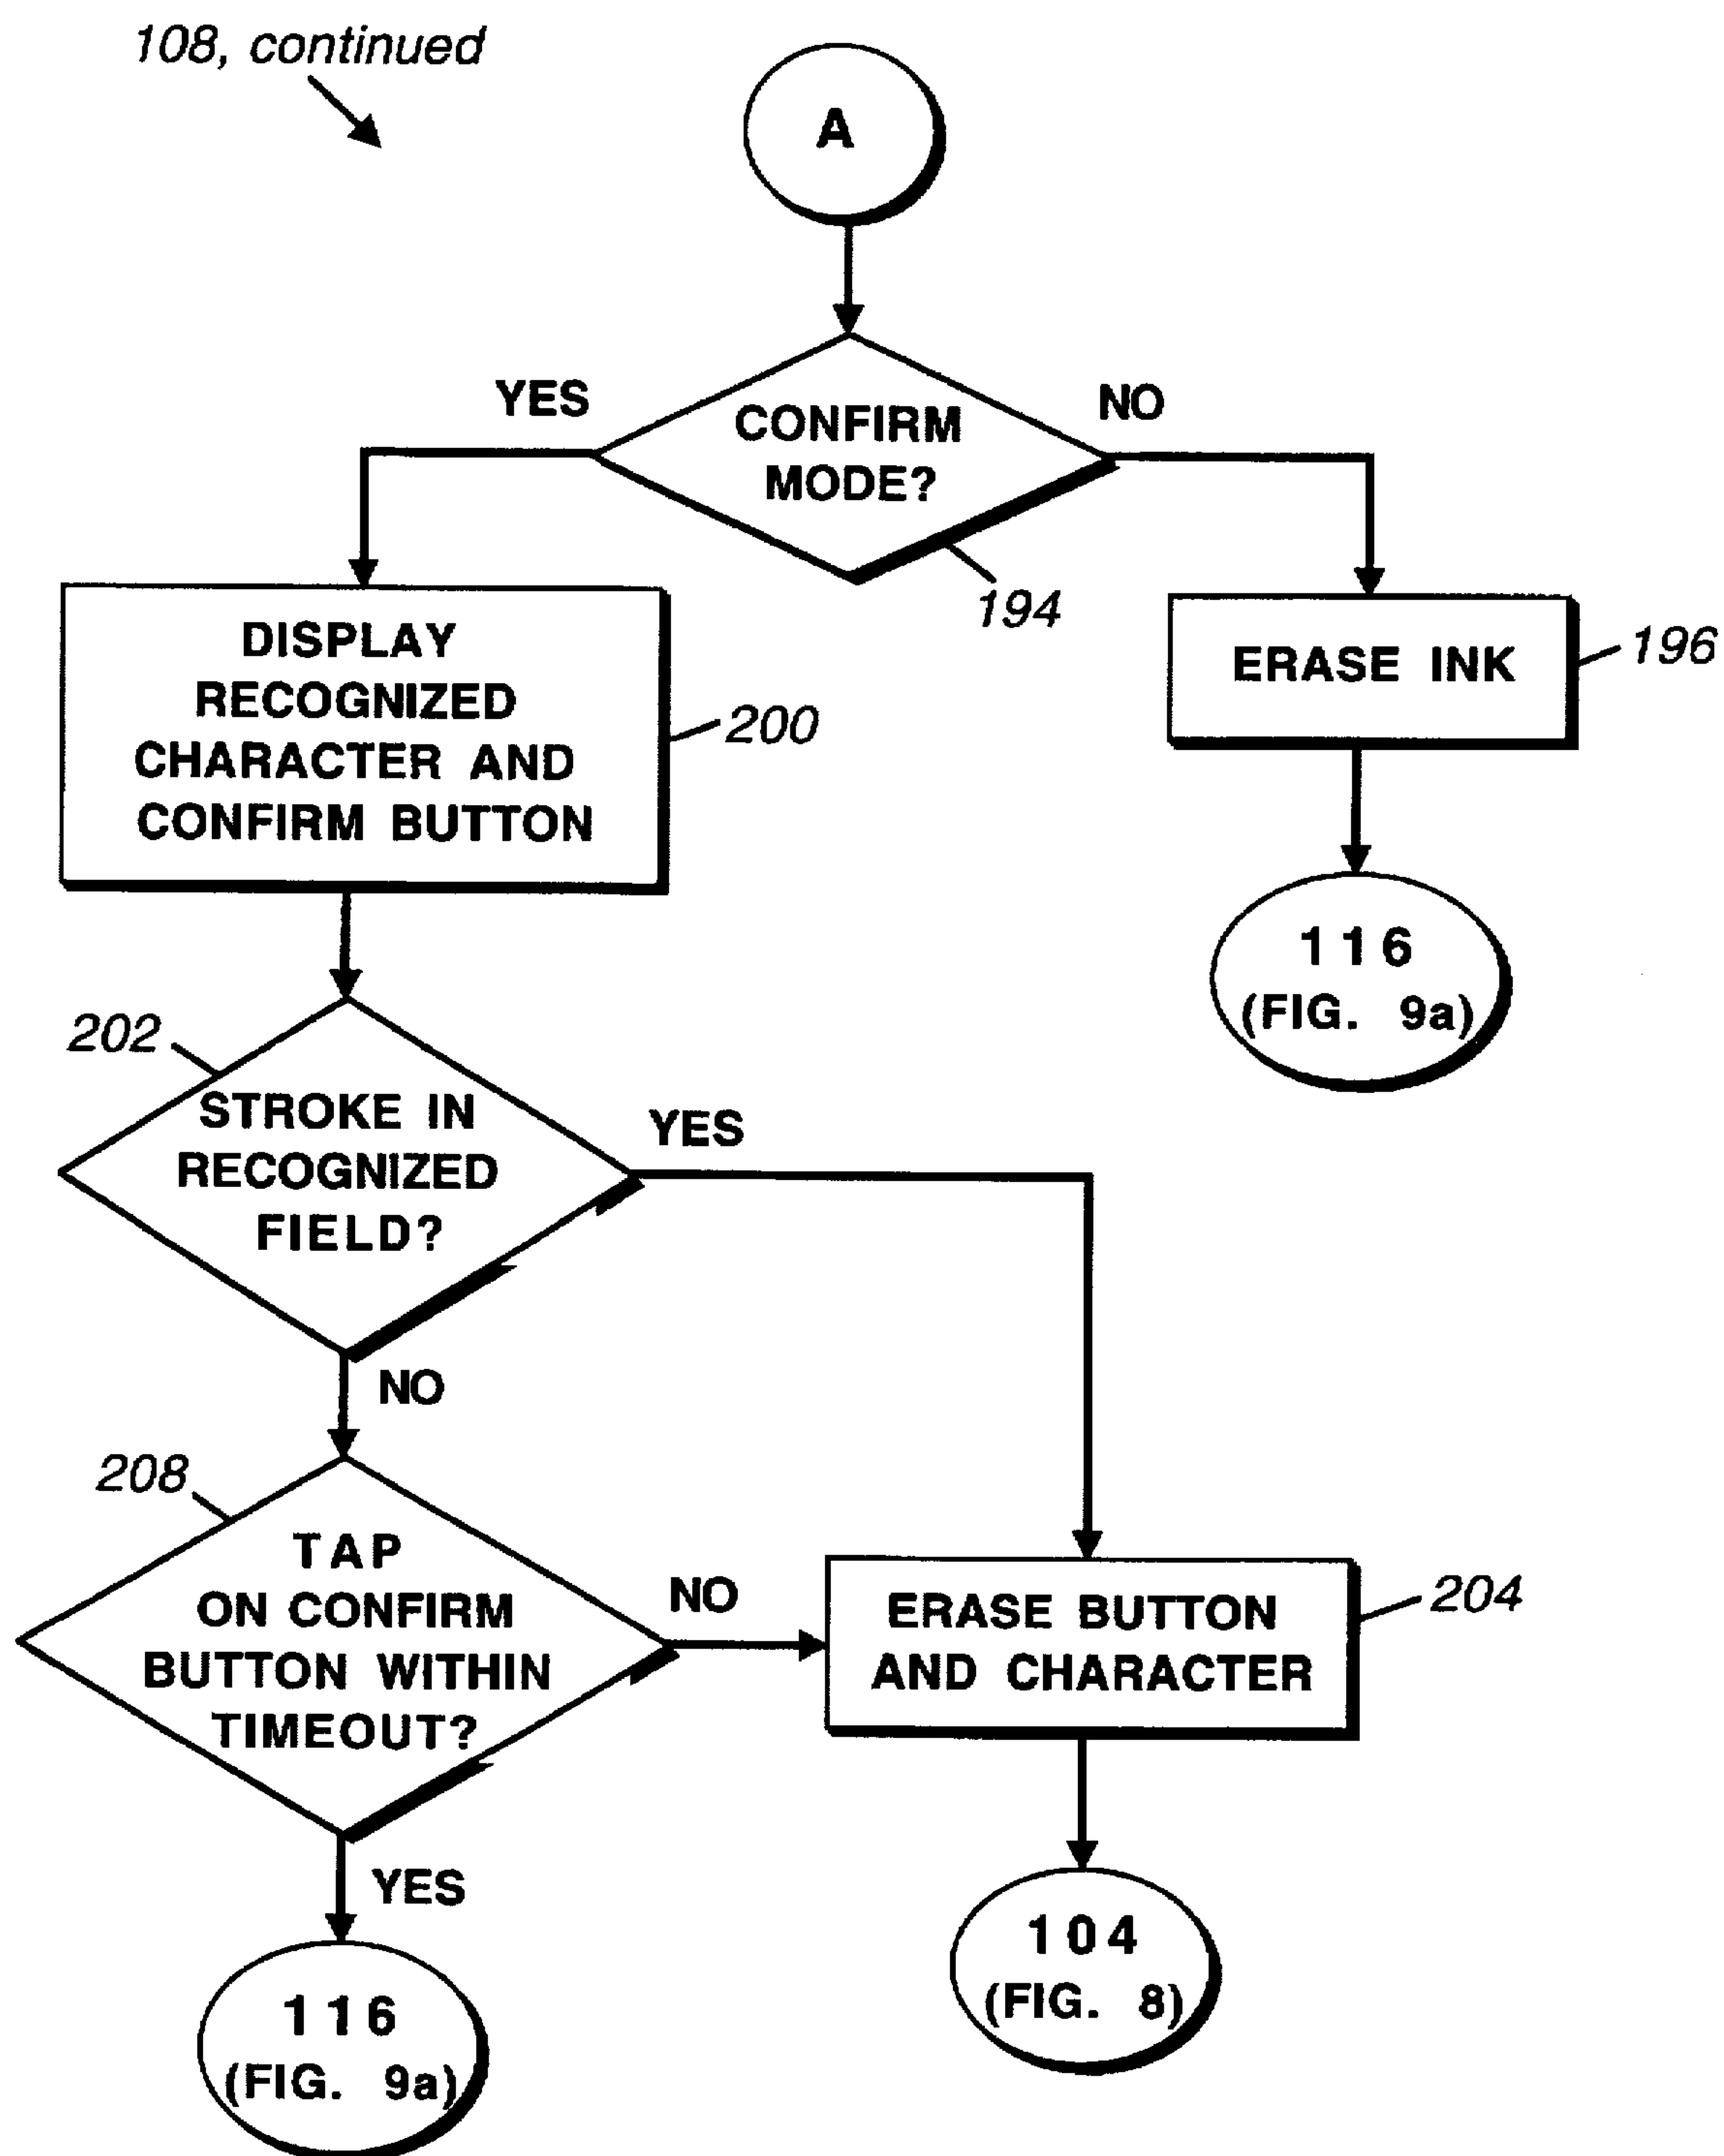 108, continued
A
YES
NO
CONFIRM
MODE?
194
DISPLAY
RECOGNIZED
CHARACTER AND
CONFIRM BUTTON
200
ERASE INK
196
116
(FIG. 9a)
202
STROKE IN
RECOGNIZED
FIELD?
YES
NO
208
TAP
ON CONFIRM
BUTTON WITHIN
TIMEOUT?
NO
ERASE BUTTON
AND CHARACTER
204
YES
116
(FIG. 9a)
104
(FIG. 8)